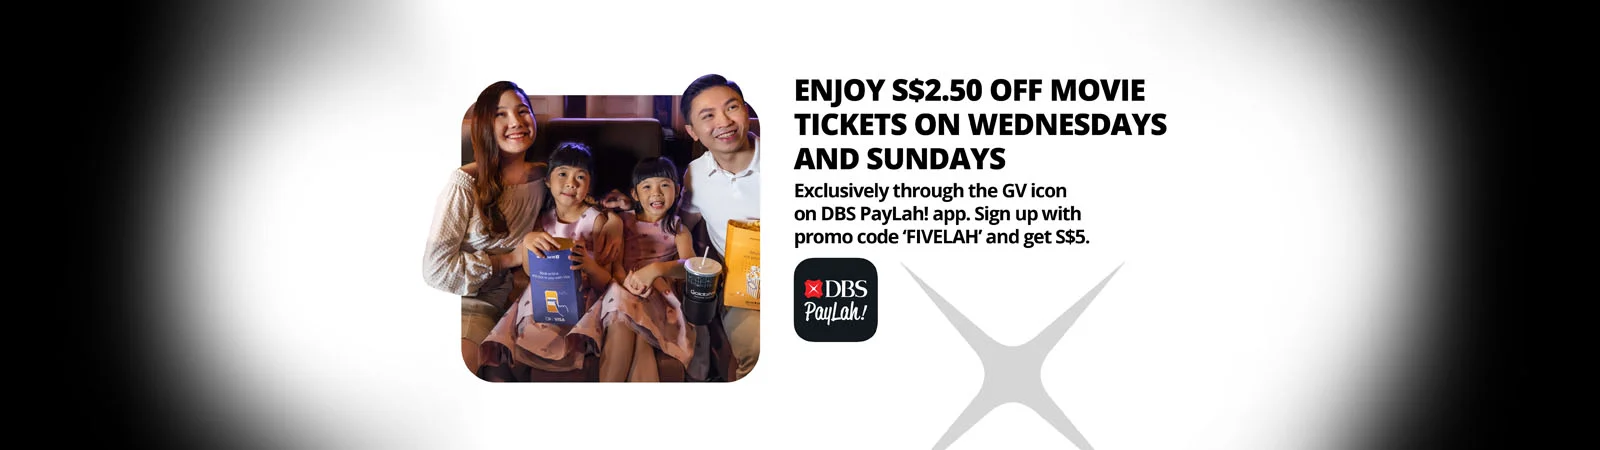 ENJOY S$2.50 OFF MOVIE
TICKETS ON WEDNESDAYS
AND SUNDAYS
Exclusively through the GV icon
on DBS PayLah! app. Sign up with
promo code ‘FIVELAH’ and get S$5.
DBS
PayLah!